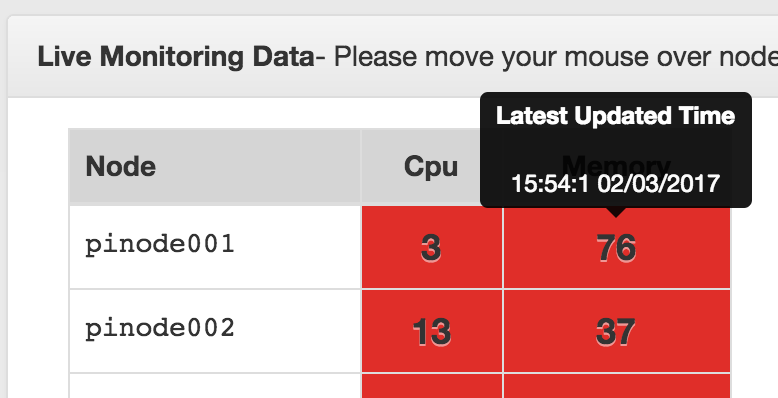 Live Monitoring Data- Please move your mouse over node
Latest Updated Time
Node Cpu Memory
15:54:1 02/03/2017
pinode001 3 76
pinode002 13 37